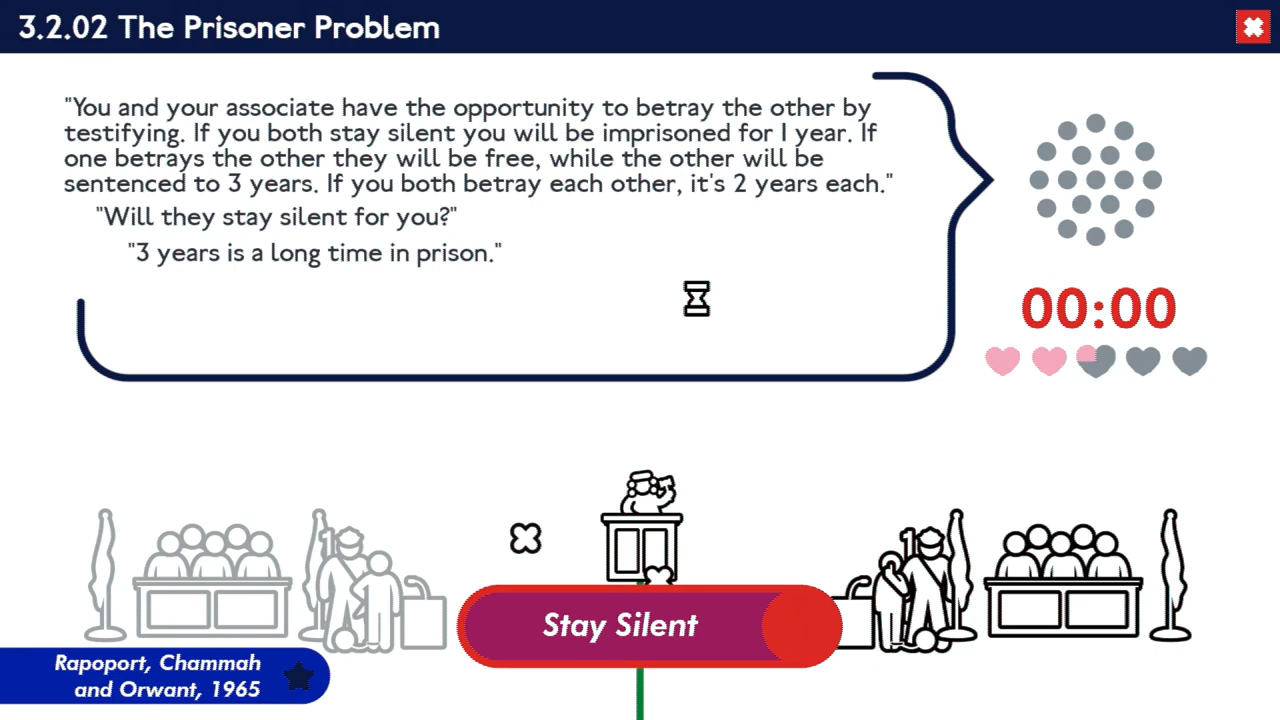 3.2.02 The Prisoner Problem
"You and your associate have the opportunity to betray the other by
testifying. If you both stay silent you will be imprisoned for 1 year. If
one betrays the other they will be free, while the other will be
sentenced to 3 years. If you both betray each other, it's 2 years each."
"Will they stay silent for you?"
"3 years is a long time in prison."
00:00
Stay Silent
Rapoport, Chammah
and Orwant, 1965